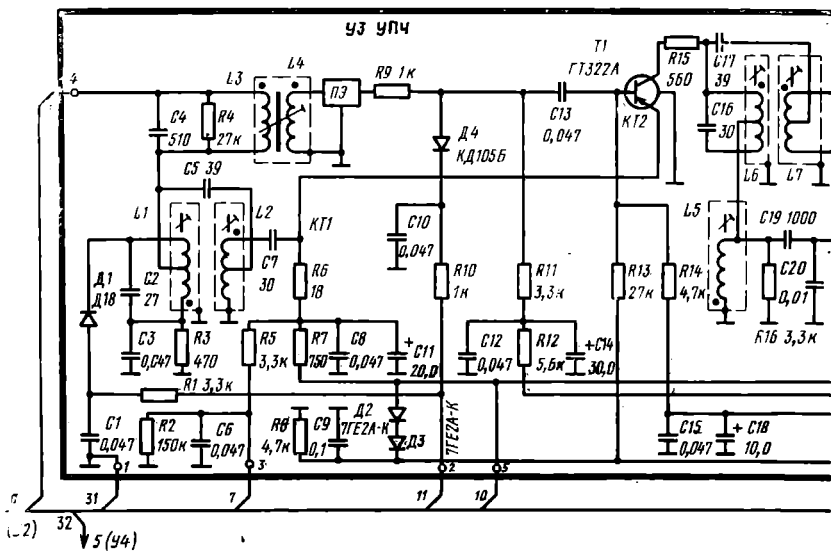 У3 УПЧ
4
C4
510
R4
27к
L3
L4
ПЭ
R9 1к
Д4
КД105Б
C13
0,047
T1
ГТ322А
КТ2
R15
560
C17
39
C16
30
L6
L7
C5 39
L1
L2
КТ1
C7
30
C10
0,047
L5
C19 1000
Д1
Д18
C2
27
C3
0,047
R3
470
R5
3,3к
R6
18
R7
750
C8
0,047
+
C11
20,0
R10
1к
R11
3,3к
C12
0,047
R12
5,6к
+C14
30,0
R13
27к
R14
4,7к
C20
0,01
R16 3,3к
R1 3,3к
C1
0,047
R2
150к
C6
0,047
R8
4,7к
C9
0,1
Д2
7ГЕ2А-К
Д3
7ГЕ2А-К
C15
0,047
+
C18
10,0
1
3
2
5
31
7
11
10
32
5 (У4)